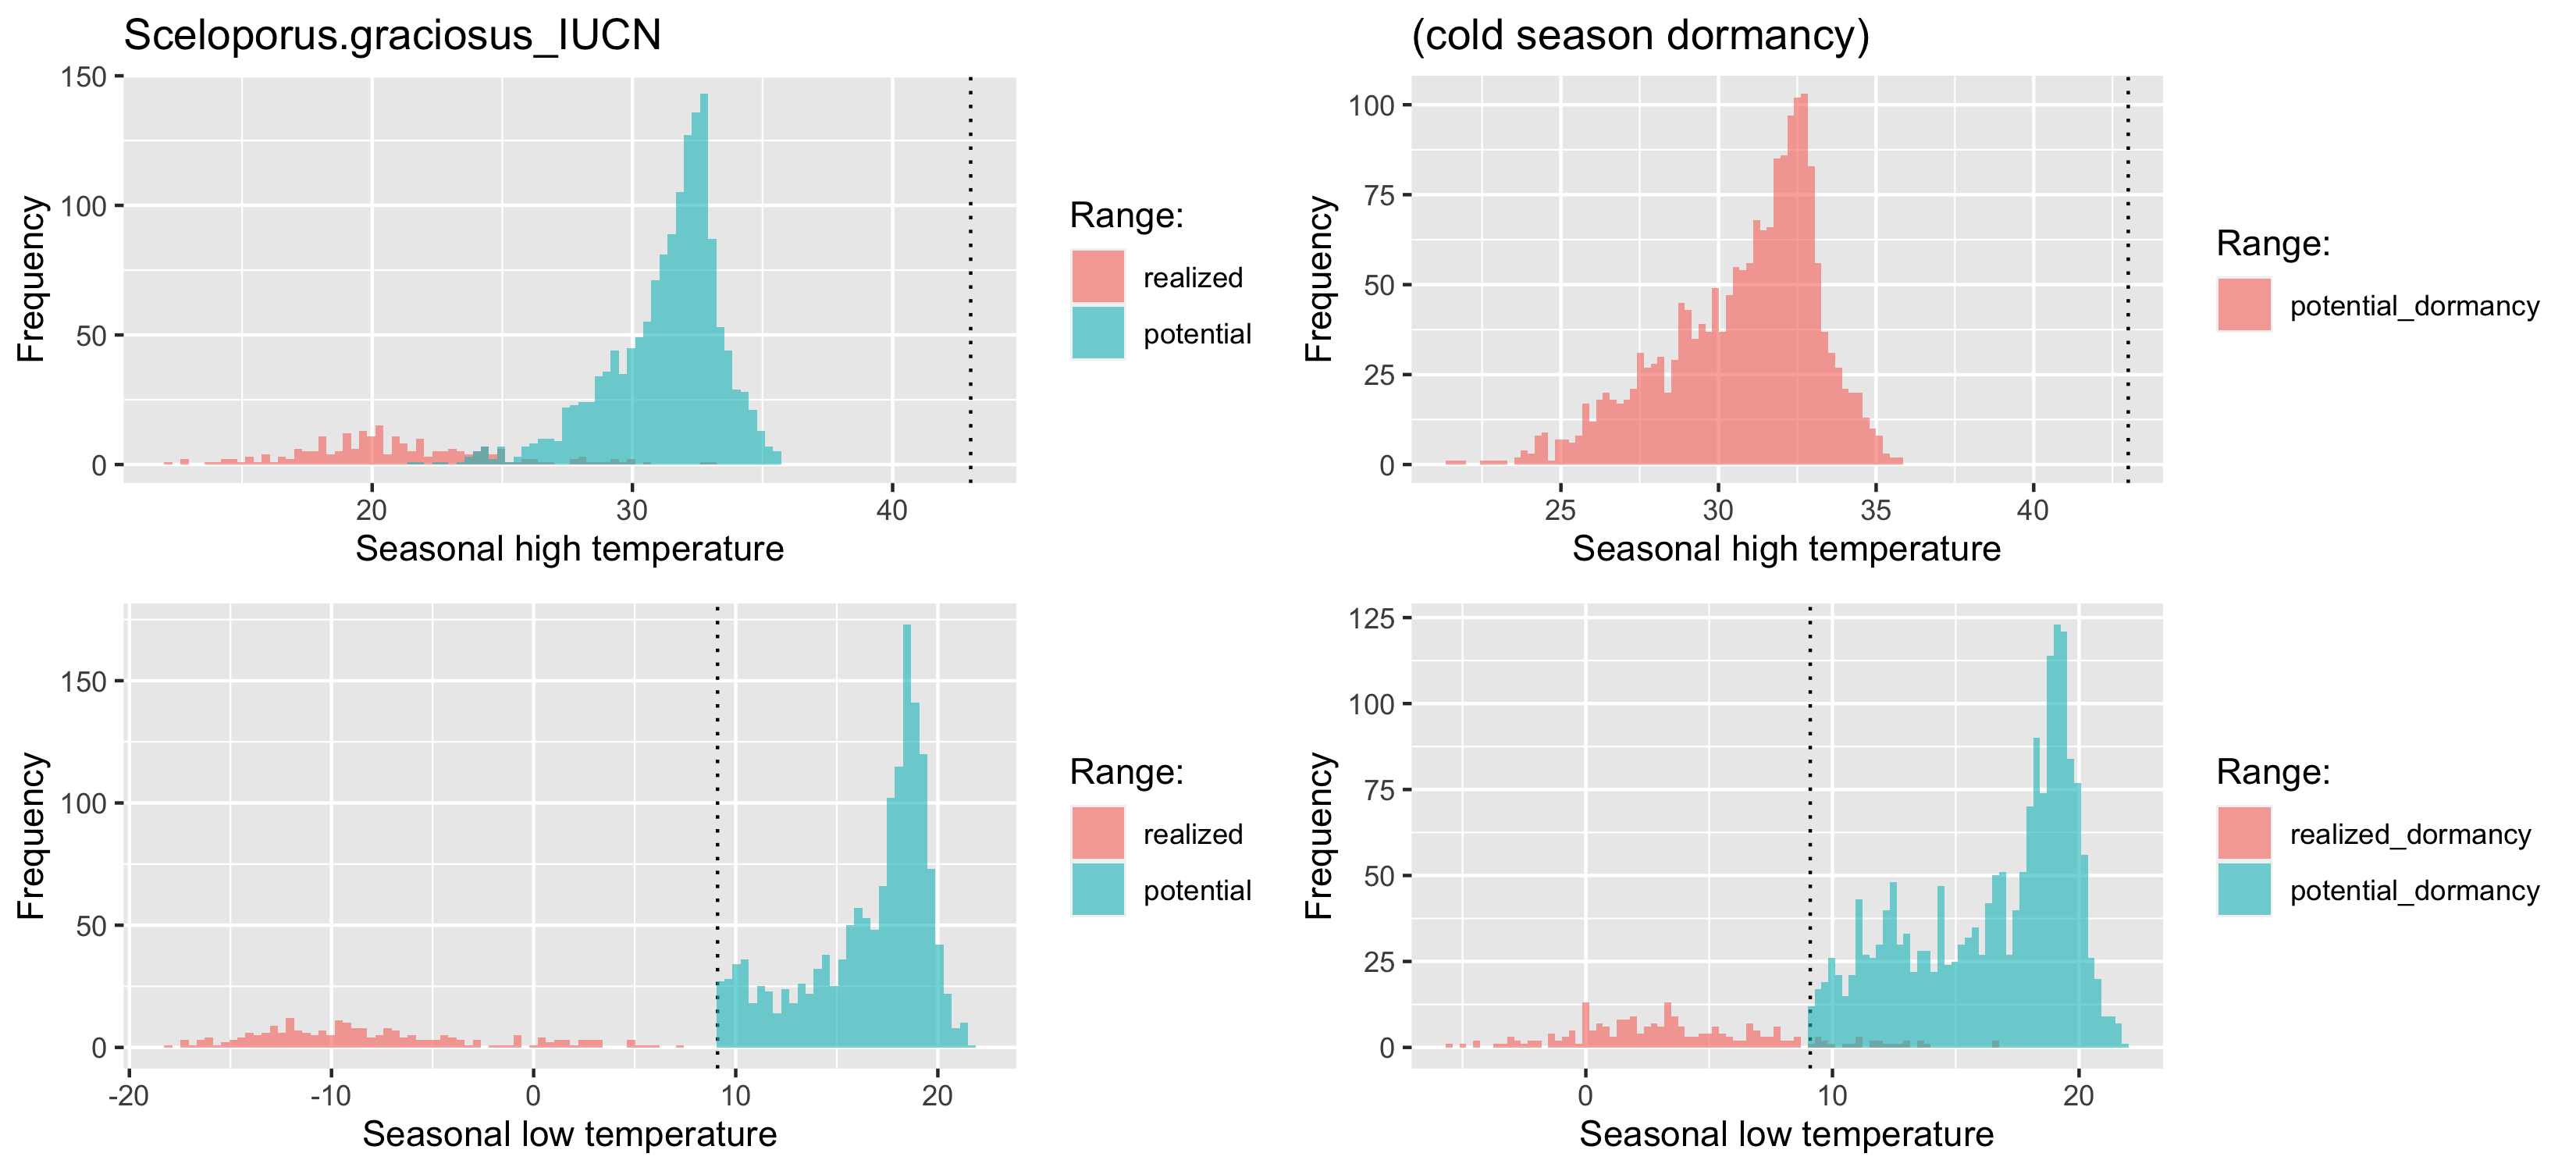 Sceloporus.graciosus_IUCN
150
100
50
0
Frequency
20 30 40
Seasonal high temperature
Range:
realized
potential
(cold season dormancy)
100
75
50
25
0
Frequency
25 30 35 40
Seasonal high temperature
Range:
potential_dormancy
150
100
50
0
Frequency
-20 -10 0 10 20
Seasonal low temperature
Range:
realized
potential
125
100
75
50
25
0
Frequency
0 10 20
Seasonal low temperature
Range:
realized_dormancy
potential_dormancy